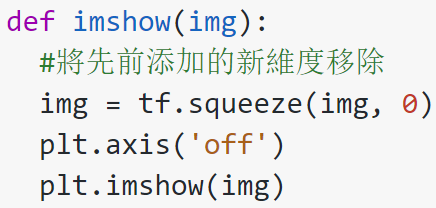 def imshow(img):
  #將先前添加的新維度移除
  img = tf.squeeze(img, 0)
  plt.axis('off')
  plt.imshow(img)